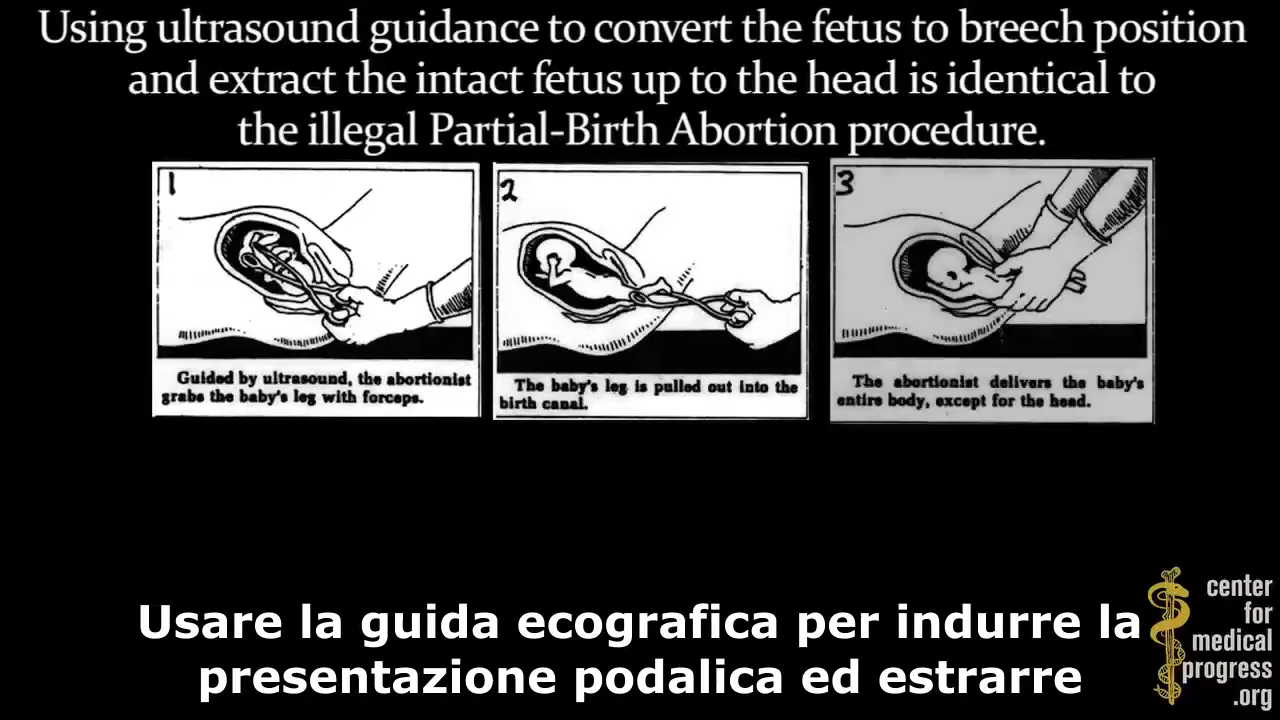 Using ultrasound guidance to convert the fetus to breech position
and extract the intact fetus up to the head is identical to
the illegal Partial-Birth Abortion procedure.
1
Guided by ultrasound, the abortionist
grabs the baby's leg with forceps.
2
The baby's leg is pulled out into the
birth canal.
3
The abortionist delivers the baby's
entire body, except for the head.
Usare la guida ecografica per indurre la
presentazione podalica ed estrarre
center
for
medical
progress
.org